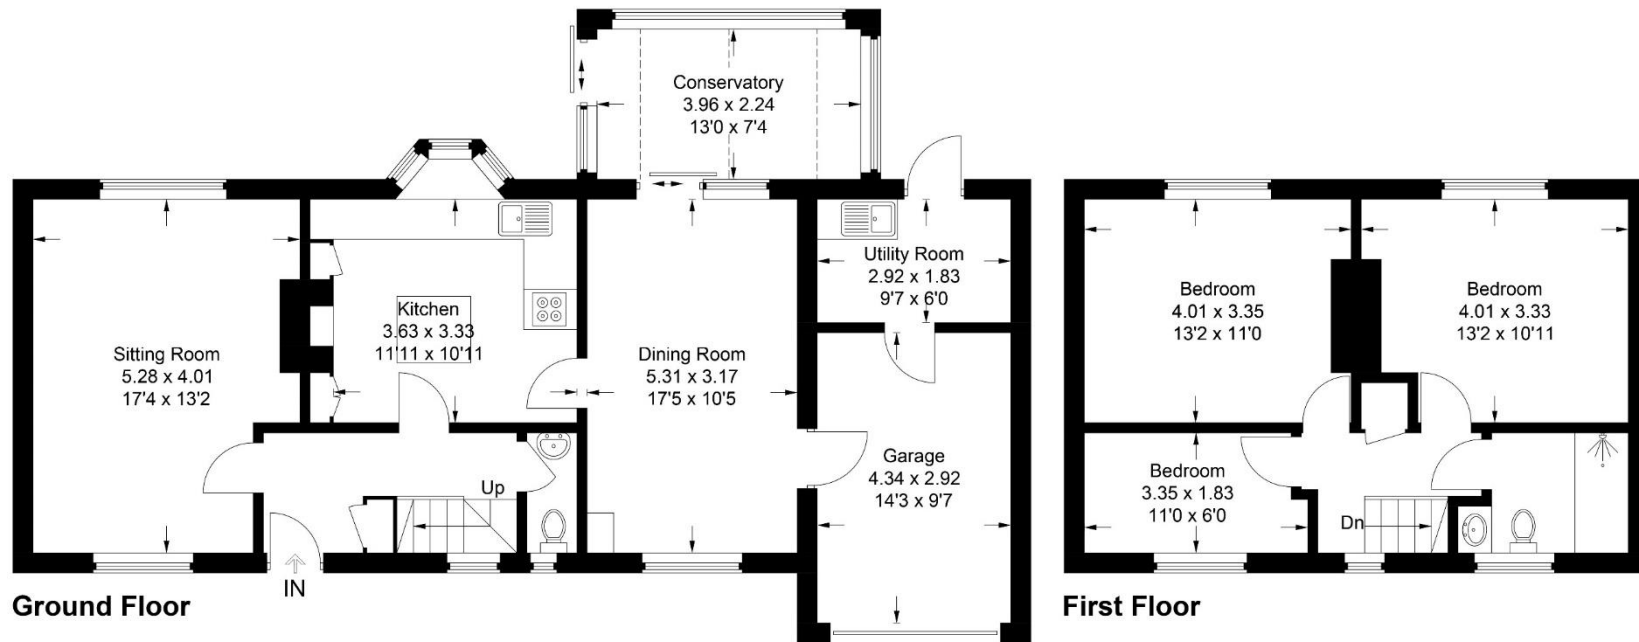 Conservatory
3.96 x 2.24
13'0 x 7'4
Utility Room
2.92 x 1.83
9'7 x 6'0
Kitchen
3.63 x 3.33
11'11 x 10'11
Sitting Room
5.28 x 4.01
17'4 x 13'2
Dining Room
5.31 x 3.17
17'5 x 10'5
Garage
4.34 x 2.92
14'3 x 9'7
Up
IN
Ground Floor
Bedroom
4.01 x 3.35
13'2 x 11'0
Bedroom
4.01 x 3.33
13'2 x 10'11
Bedroom
3.35 x 1.83
11'0 x 6'0
Dn
First Floor